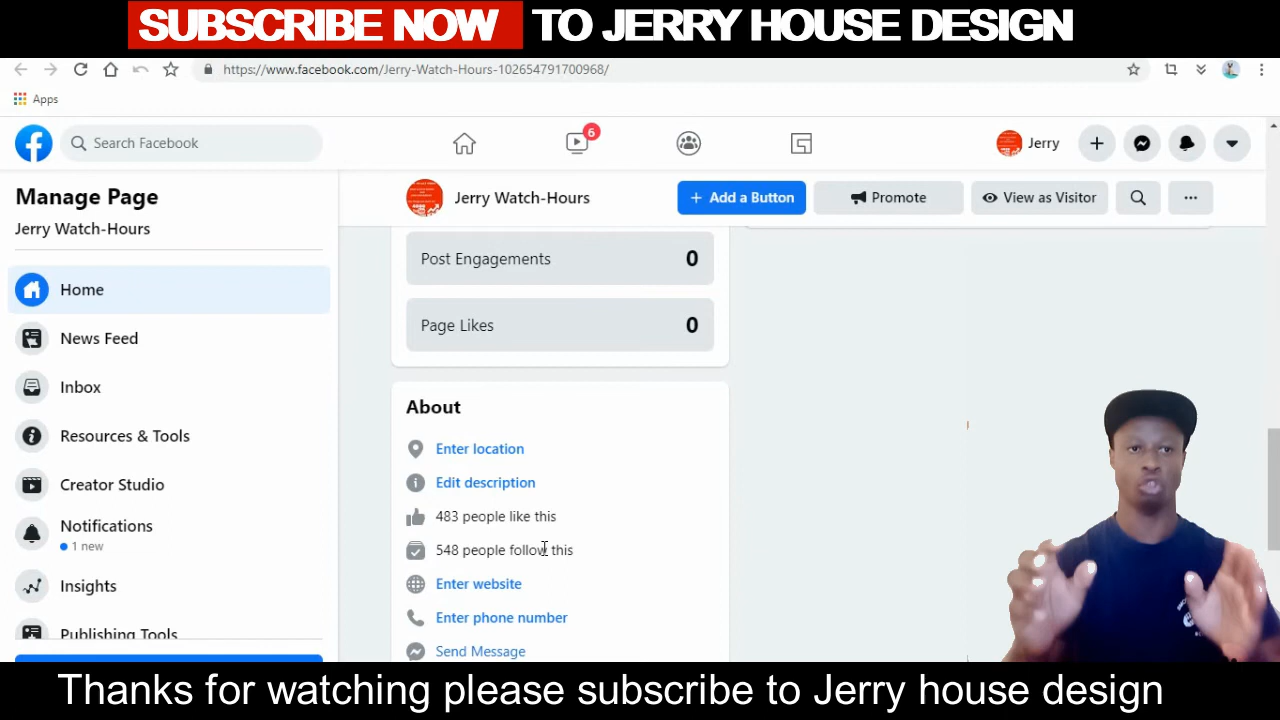 SUBSCRIBE NOW TO JERRY HOUSE DESIGN
https://www.facebook.com/Jerry-Watch-Hours-102654791700968/
Apps
Search Facebook
6
Jerry
Manage Page
Jerry Watch-Hours
Jerry Watch-Hours
+ Add a Button
Promote
View as Visitor
Home
News Feed
Inbox
Resources & Tools
Creator Studio
Notifications
1 new
Insights
Publishing Tools
Post Engagements 0
Page Likes 0
About
Enter location
Edit description
483 people like this
548 people follow this
Enter website
Enter phone number
Send Message
Thanks for watching please subscribe to Jerry house design